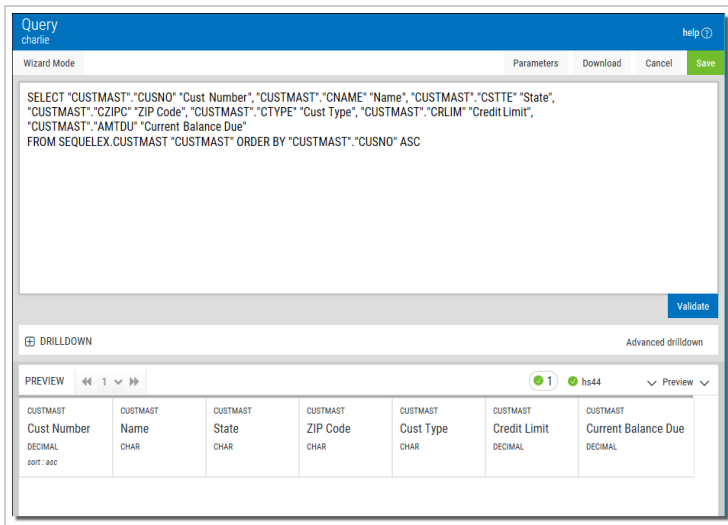 Query
charlie
help ?
Wizard Mode
Parameters
Download
Cancel
Save
SELECT "CUSTMAST"."CUSNO" "Cust Number", "CUSTMAST"."CNAME" "Name", "CUSTMAST"."CSTTE" "State",
"CUSTMAST"."CZIPC" "ZIP Code", "CUSTMAST"."CTYPE" "Cust Type", "CUSTMAST"."CRLIM" "Credit Limit",
"CUSTMAST"."AMTDU" "Current Balance Due"
FROM SEQUELEX.CUSTMAST "CUSTMAST" ORDER BY "CUSTMAST"."CUSNO" ASC
Validate
DRILLDOWN
Advanced drilldown
PREVIEW
1
1
hs44
Preview
CUSTMAST CUSTMAST CUSTMAST CUSTMAST CUSTMAST CUSTMAST CUSTMAST
Cust Number Name State ZIP Code Cust Type Credit Limit Current Balance Due
DECIMAL CHAR CHAR CHAR CHAR DECIMAL DECIMAL
sort : asc